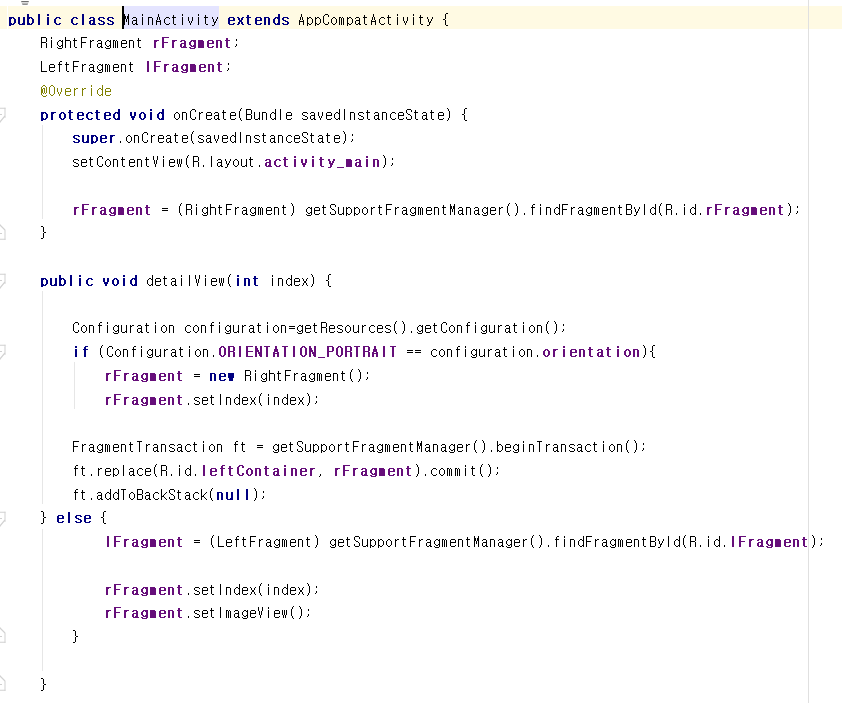 public class MainActivity extends AppCompatActivity {
RightFragment rFragment;
LeftFragment lFragment;
@Override
protected void onCreate(Bundle savedInstanceState) {
super.onCreate(savedInstanceState);
setContentView(R.layout.activity_main);
rFragment = (RightFragment) getSupportFragmentManager().findFragmentById(R.id.rFragment);
}
public void detailView(int index) {
Configuration configuration=getResources().getConfiguration();
if (Configuration.ORIENTATION_PORTRAIT == configuration.orientation){
rFragment = new RightFragment();
rFragment.setIndex(index);
FragmentTransaction ft = getSupportFragmentManager().beginTransaction();
ft.replace(R.id.leftContainer, rFragment).commit();
ft.addToBackStack(null);
} else {
lFragment = (LeftFragment) getSupportFragmentManager().findFragmentById(R.id.lFragment);
rFragment.setIndex(index);
rFragment.setImageView();
}
}